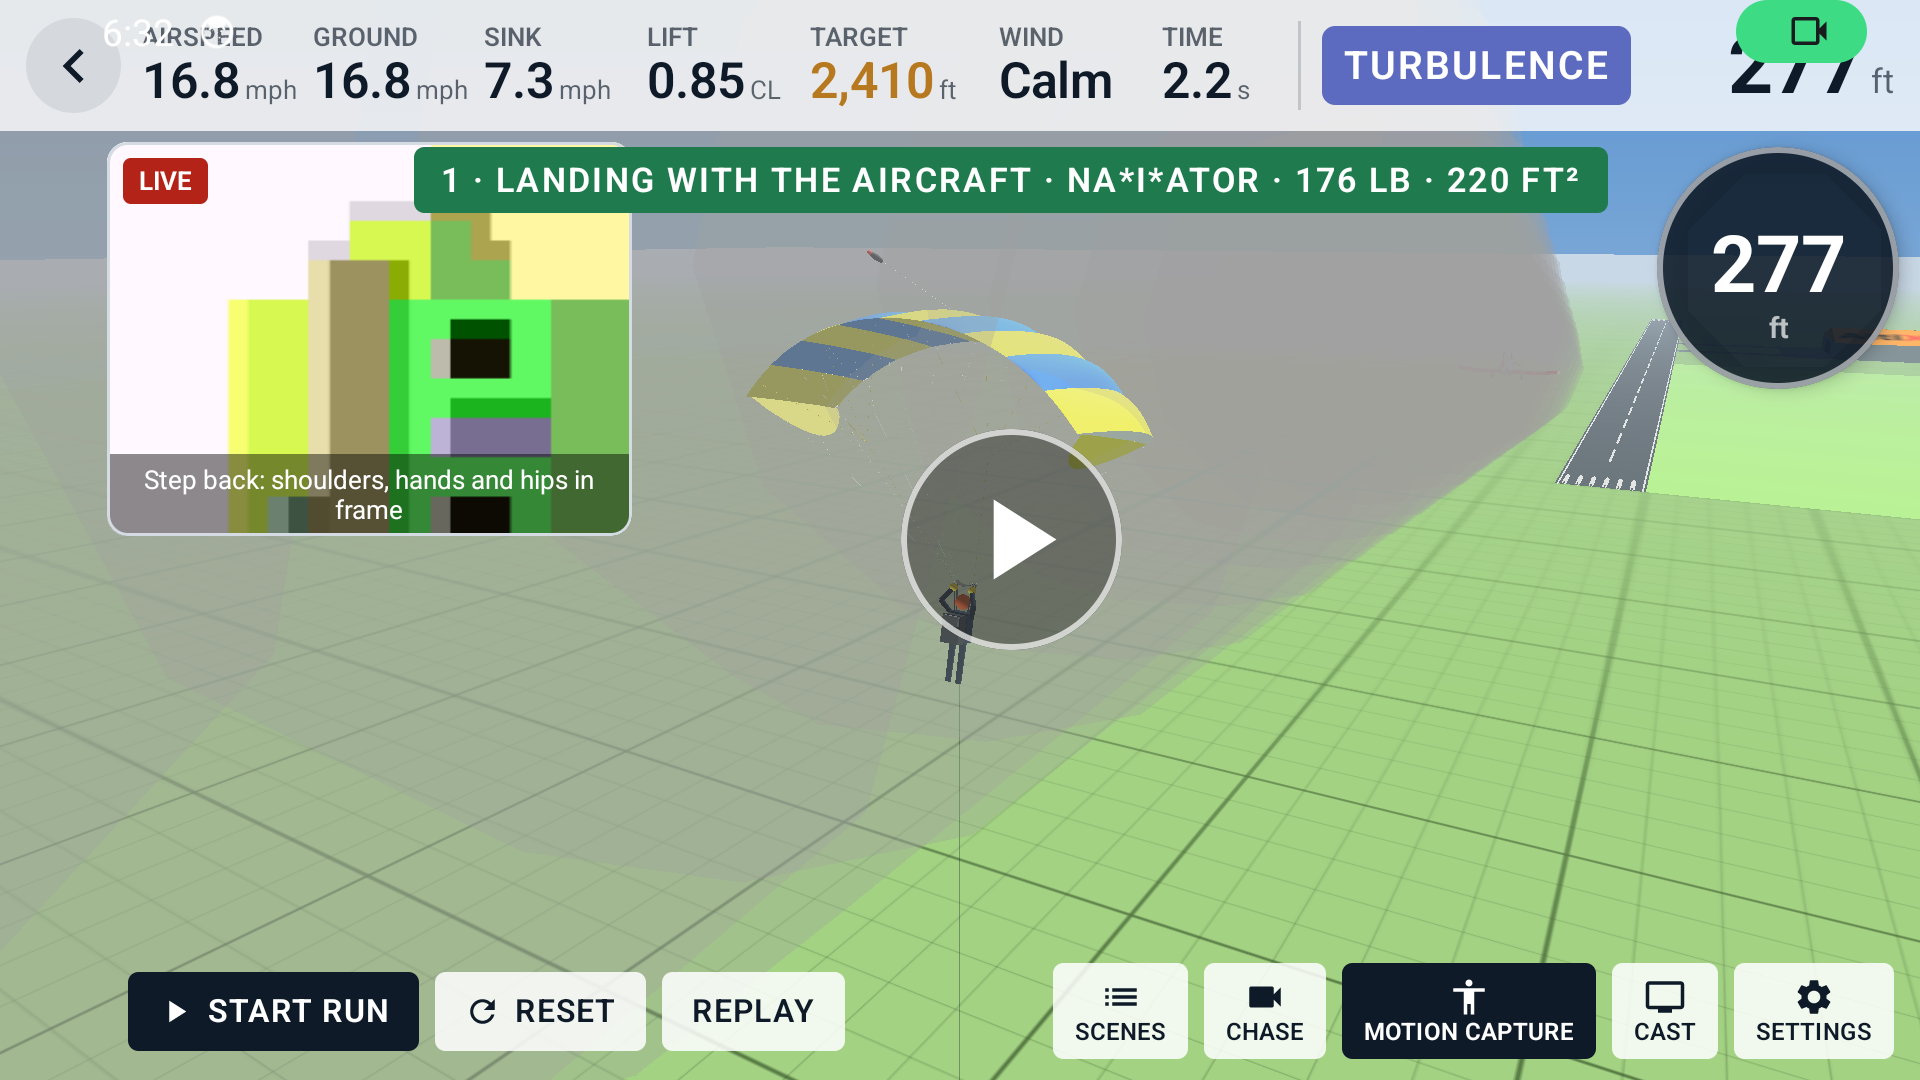 6:32
AIRSPEED GROUND SINK LIFT TARGET WIND TIME
16.8 mph 16.8 mph 7.3 mph 0.85 CL 2,410 ft Calm 2.2 s TURBULENCE 277 ft
LIVE
1 · LANDING WITH THE AIRCRAFT · NA*I*ATOR · 176 LB · 220 FT²
277
ft
Step back: shoulders, hands and hips in
frame
START RUN RESET REPLAY
SCENES CHASE MOTION CAPTURE CAST SETTINGS